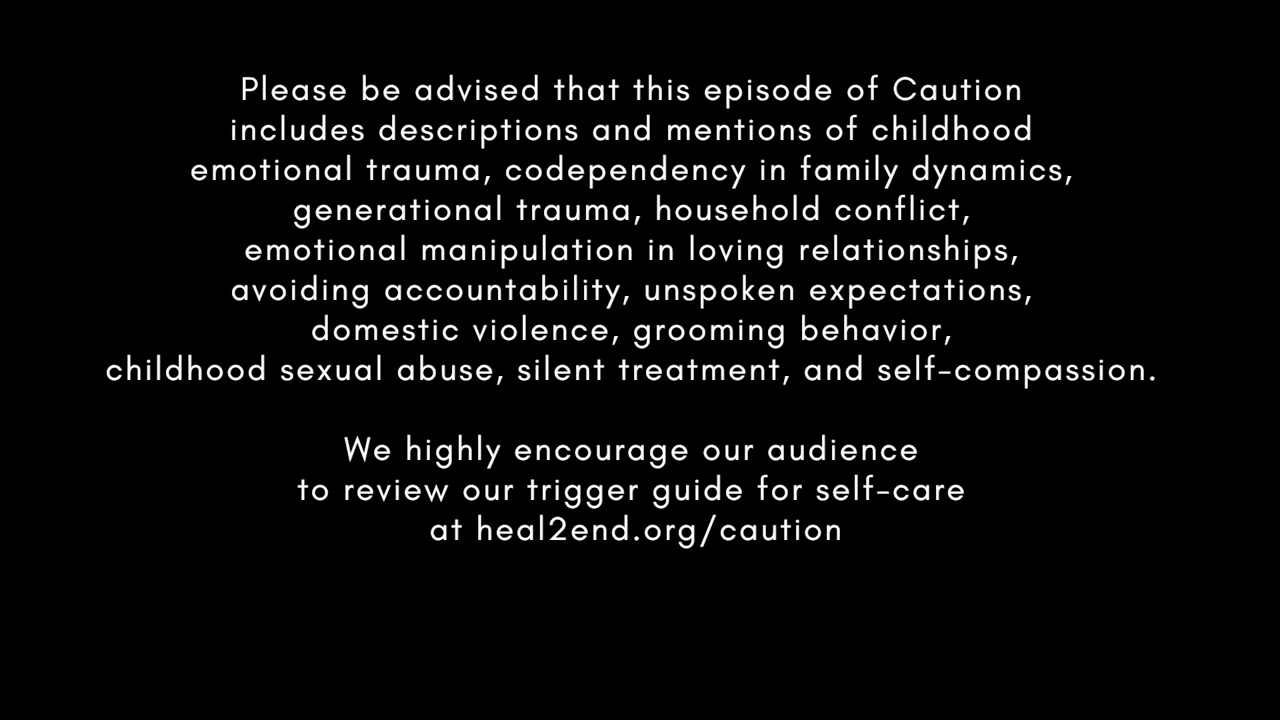 Please be advised that this episode of Caution
includes descriptions and mentions of childhood
emotional trauma, codependency in family dynamics,
generational trauma, household conflict,
emotional manipulation in loving relationships,
avoiding accountability, unspoken expectations,
domestic violence, grooming behavior,
childhood sexual abuse, silent treatment, and self-compassion.
We highly encourage our audience
to review our trigger guide for self-care
at heal2end.org/caution